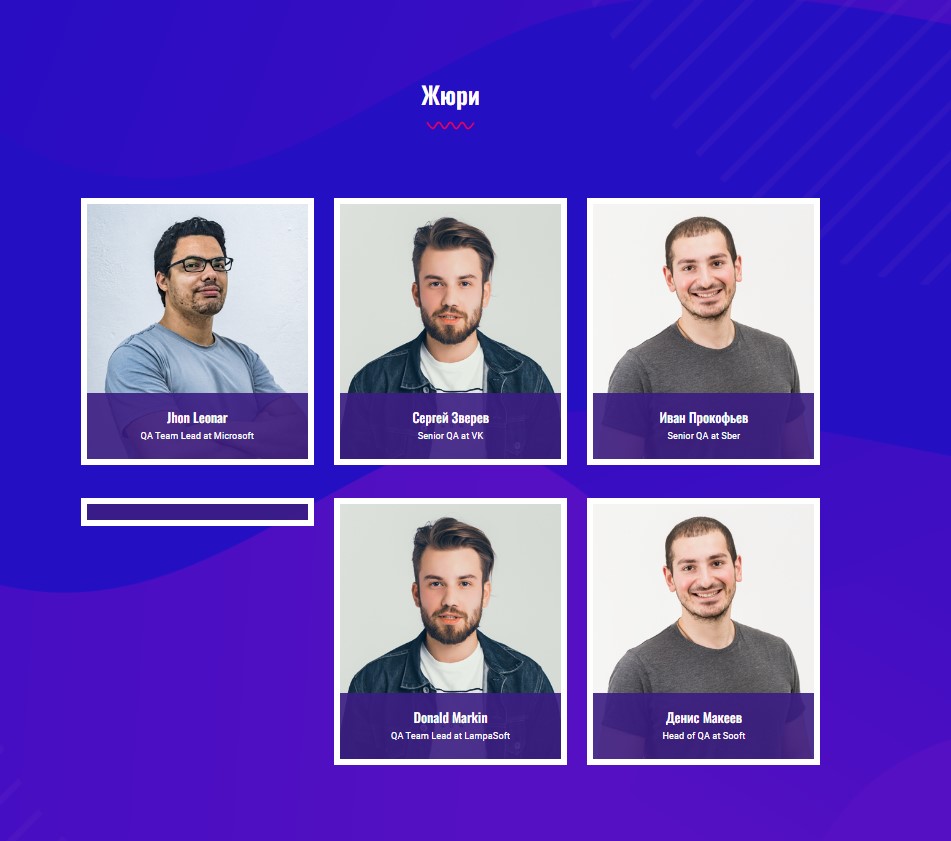 Жюри
Jhon Leonar
QA Team Lead at Microsoft
Сергей Зверев
Senior QA at VK
Иван Прокофьев
Senior QA at Sber
Donald Markin
QA Team Lead at LampaSoft
Денис Макеев
Head of QA at Sooft